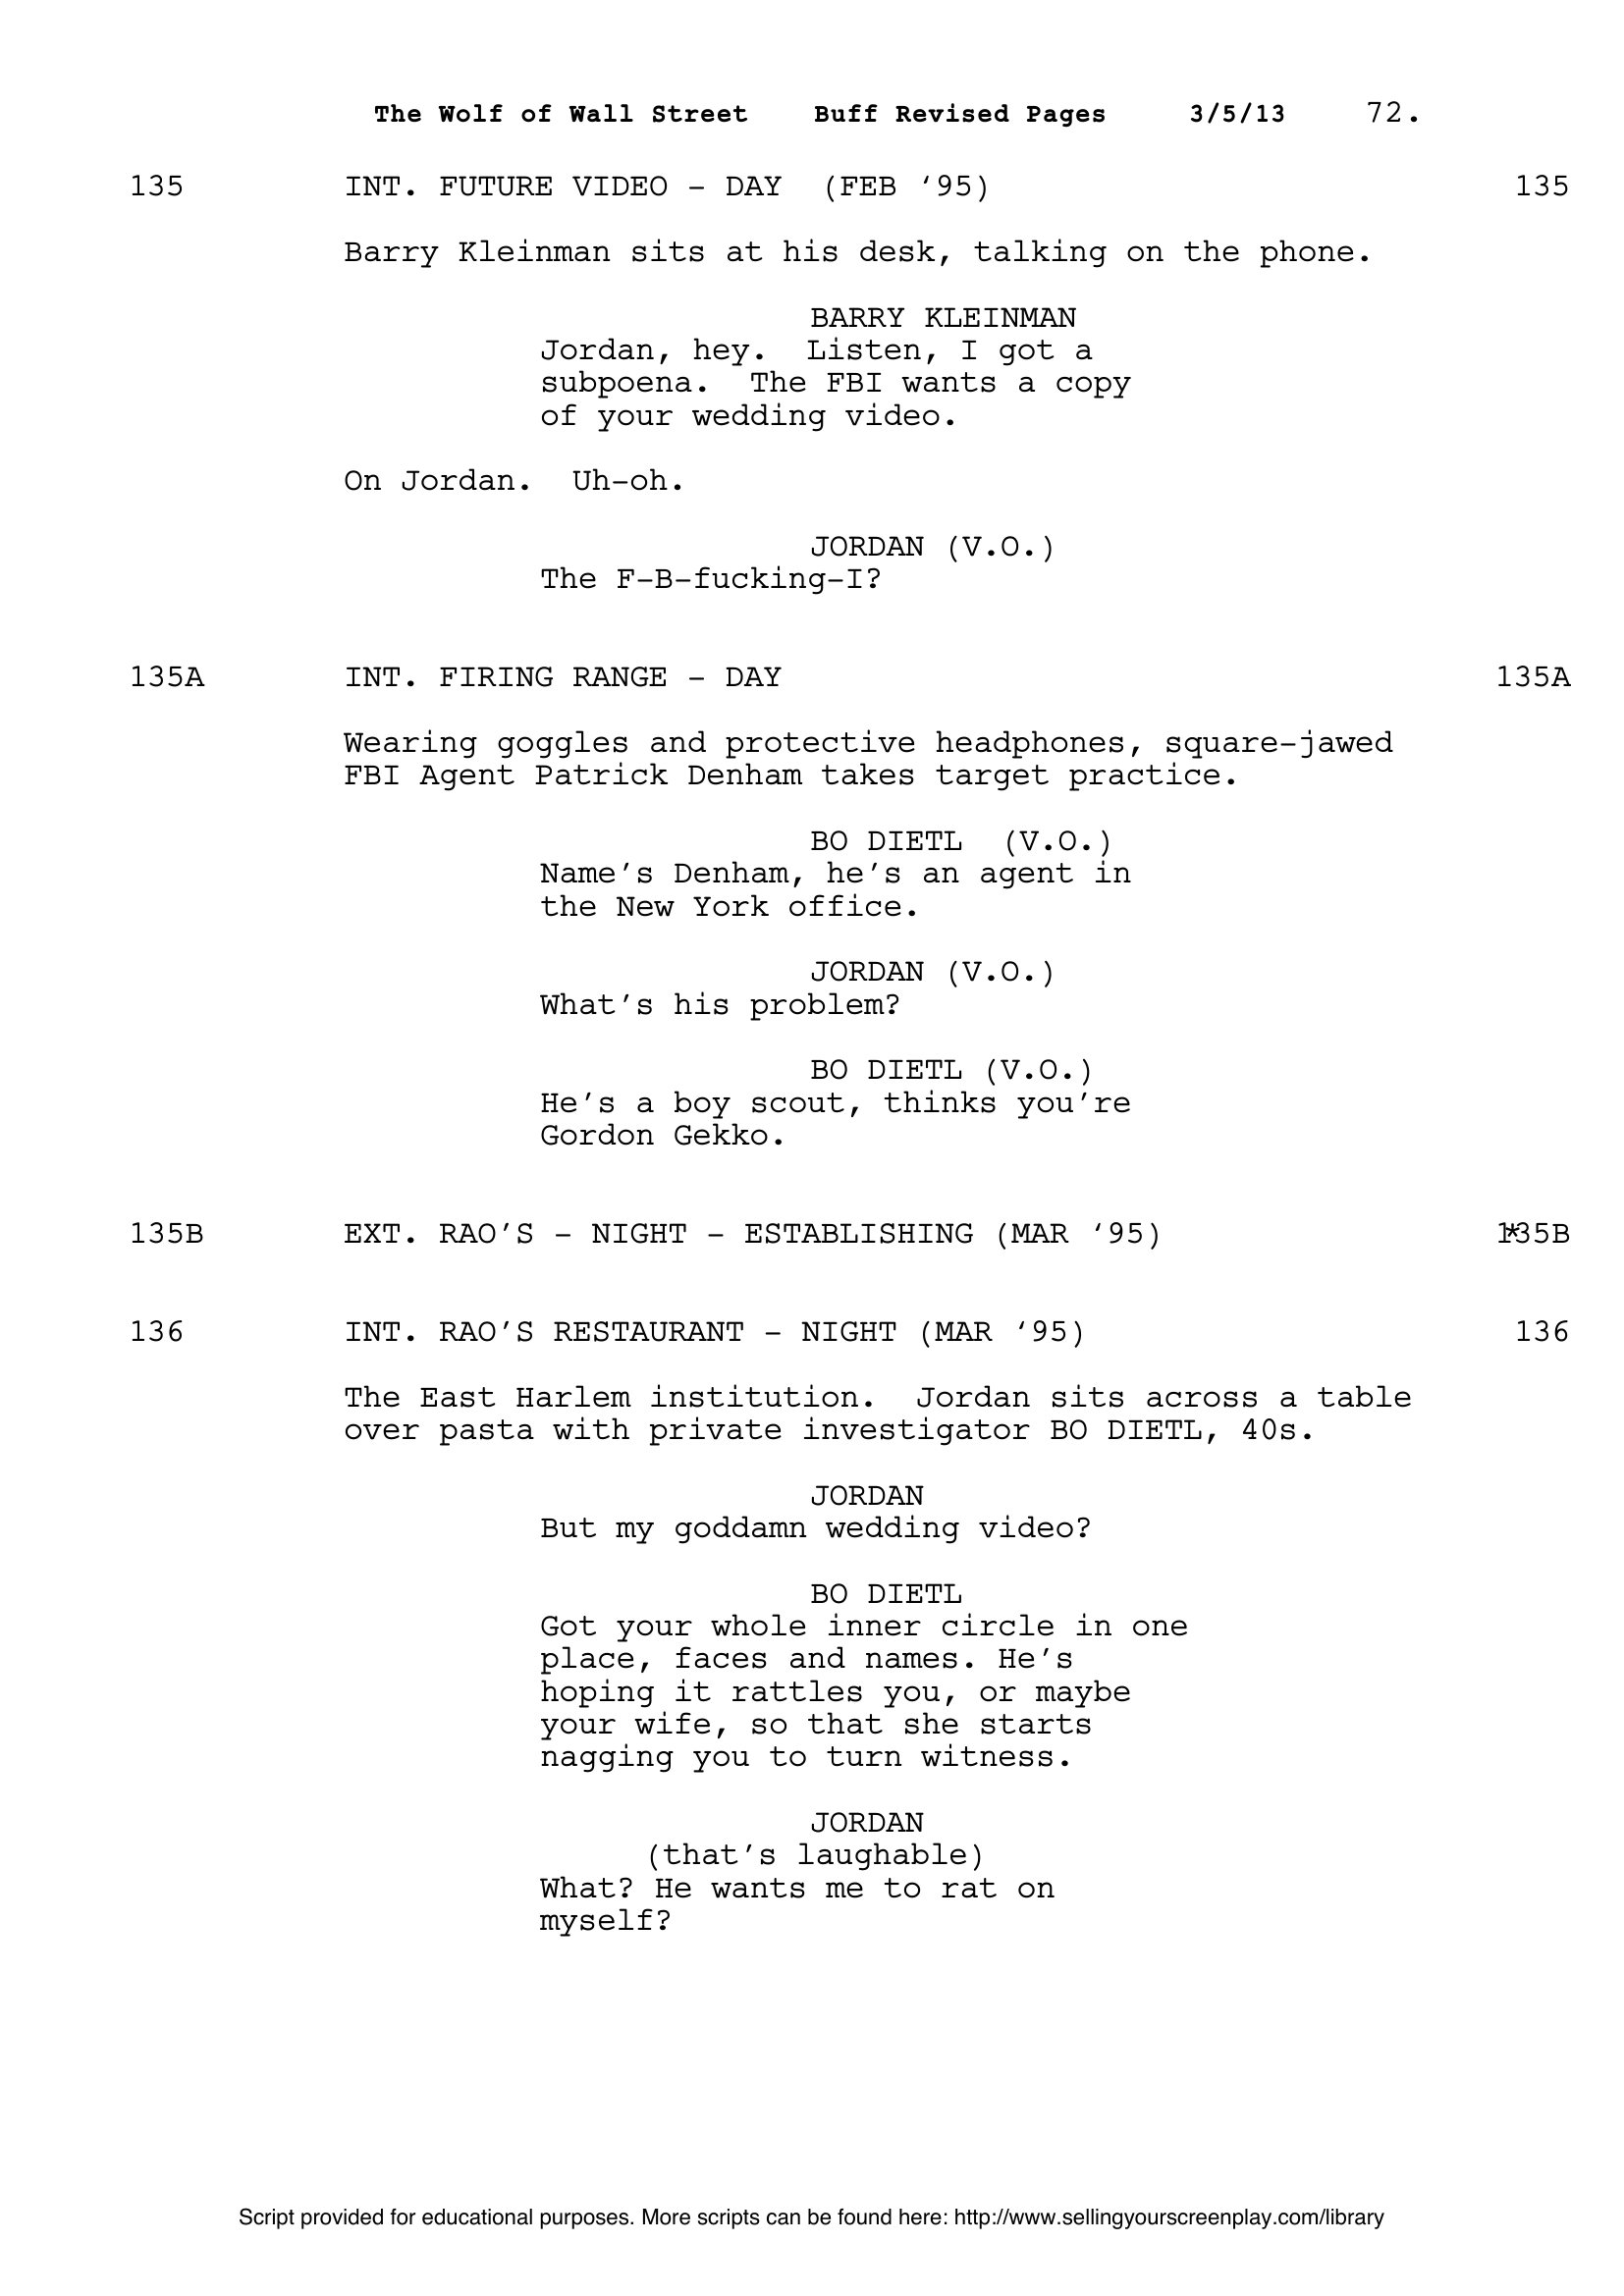 The Wolf of Wall Street    Buff Revised Pages    3/5/13    72.
135    INT. FUTURE VIDEO - DAY  (FEB ‘95)    135
Barry Kleinman sits at his desk, talking on the phone.
BARRY KLEINMAN
Jordan, hey.  Listen, I got a
subpoena.  The FBI wants a copy
of your wedding video.
On Jordan.  Uh-oh.
JORDAN (V.O.)
The F-B-fucking-I?
135A    INT. FIRING RANGE - DAY    135A
Wearing goggles and protective headphones, square-jawed
FBI Agent Patrick Denham takes target practice.
BO DIETL  (V.O.)
Name’s Denham, he’s an agent in
the New York office.
JORDAN (V.O.)
What’s his problem?
BO DIETL (V.O.)
He’s a boy scout, thinks you’re
Gordon Gekko.
135B    EXT. RAO’S - NIGHT - ESTABLISHING (MAR ‘95)    *135B
136    INT. RAO’S RESTAURANT - NIGHT (MAR ‘95)    136
The East Harlem institution.  Jordan sits across a table
over pasta with private investigator BO DIETL, 40s.
JORDAN
But my goddamn wedding video?
BO DIETL
Got your whole inner circle in one
place, faces and names. He’s
hoping it rattles you, or maybe
your wife, so that she starts
nagging you to turn witness.
JORDAN
(that’s laughable)
What? He wants me to rat on
myself?
Script provided for educational purposes. More scripts can be found here: http://www.sellingyourscreenplay.com/library